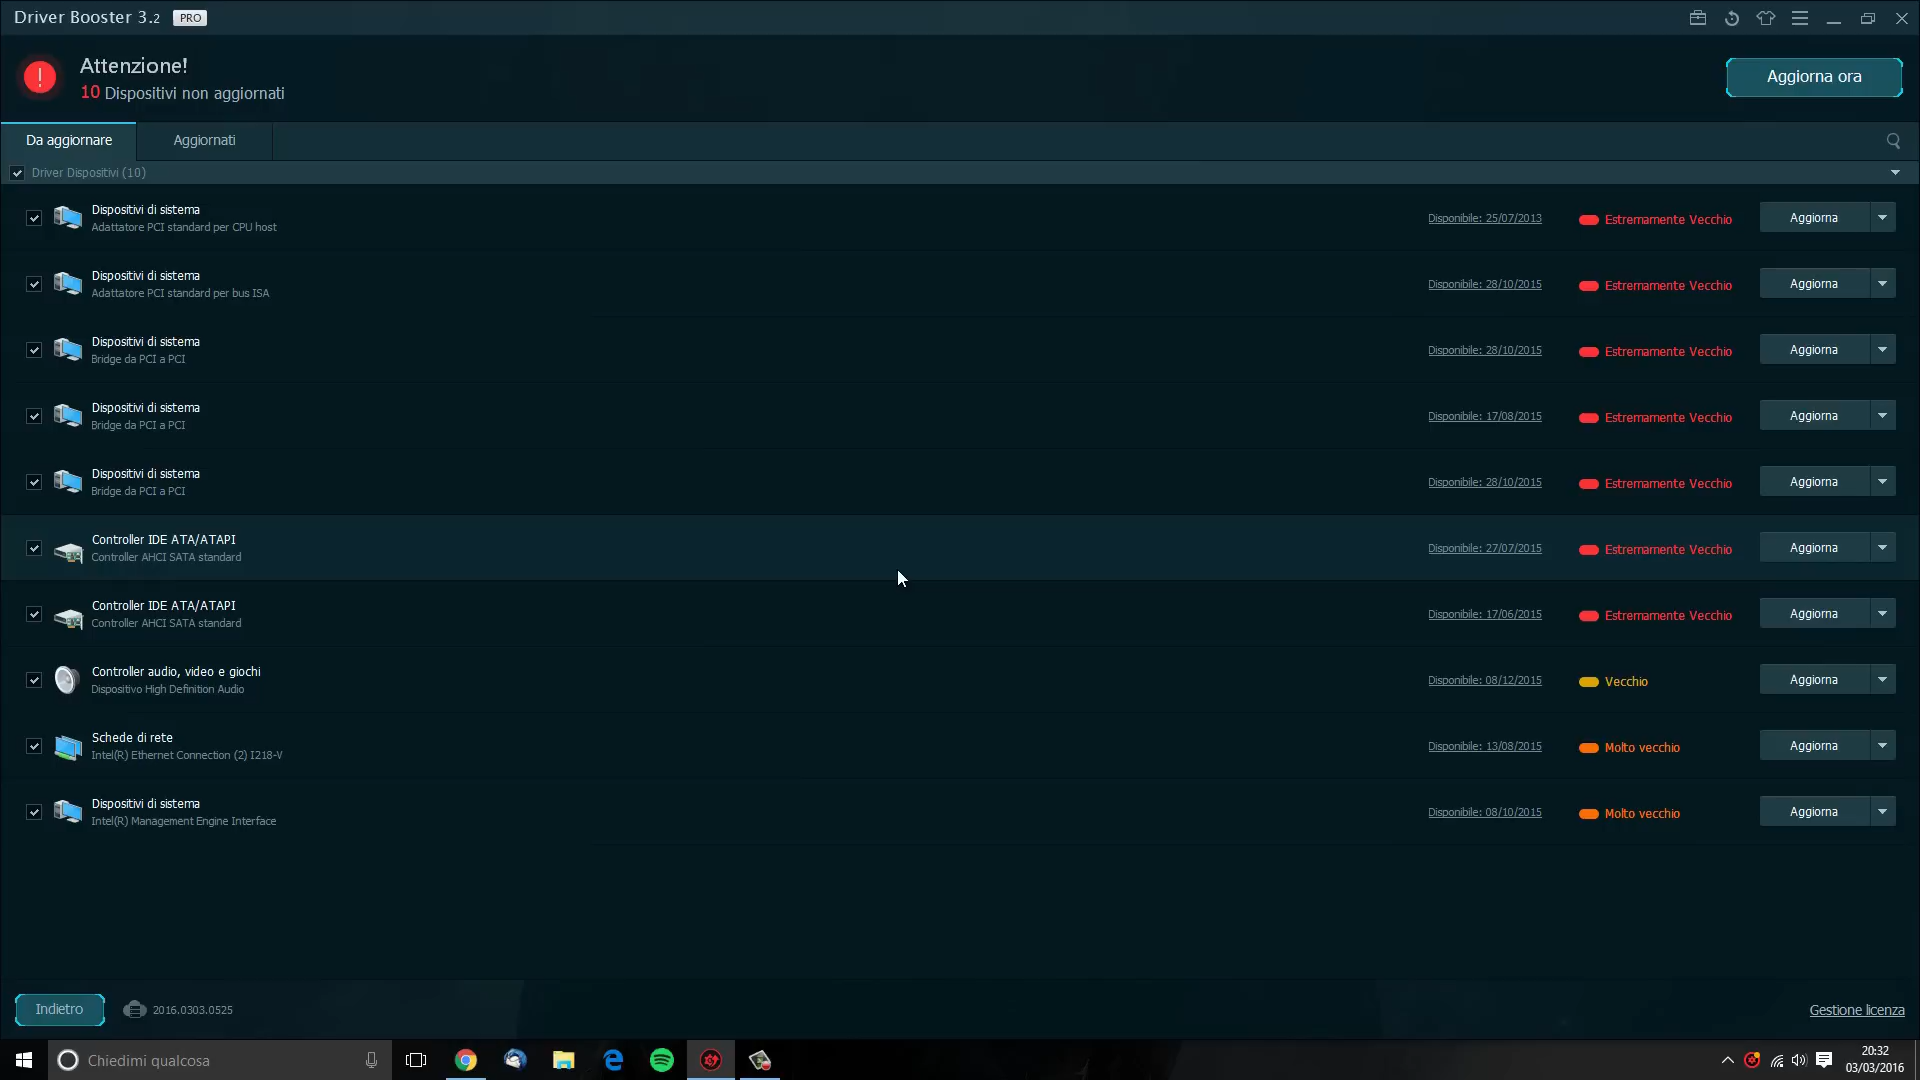 Driver Booster 3.2 PRO
Attenzione!
10 Dispositivi non aggiornati
Aggiorna ora
Da aggiornare Aggiornati
Driver Dispositivi (10)
Dispositivi di sistema
Adattatore PCI standard per CPU host
Disponibile: 25/07/2013 Estremamente Vecchio Aggiorna
Dispositivi di sistema
Adattatore PCI standard per bus ISA
Disponibile: 28/10/2015 Estremamente Vecchio Aggiorna
Dispositivi di sistema
Bridge da PCI a PCI
Disponibile: 28/10/2015 Estremamente Vecchio Aggiorna
Dispositivi di sistema
Bridge da PCI a PCI
Disponibile: 17/08/2015 Estremamente Vecchio Aggiorna
Dispositivi di sistema
Bridge da PCI a PCI
Disponibile: 28/10/2015 Estremamente Vecchio Aggiorna
Controller IDE ATA/ATAPI
Controller AHCI SATA standard
Disponibile: 27/07/2015 Estremamente Vecchio Aggiorna
Controller IDE ATA/ATAPI
Controller AHCI SATA standard
Disponibile: 17/06/2015 Estremamente Vecchio Aggiorna
Controller audio, video e giochi
Dispositivo High Definition Audio
Disponibile: 08/12/2015 Vecchio Aggiorna
Schede di rete
Intel(R) Ethernet Connection (2) I218-V
Disponibile: 13/08/2015 Molto vecchio Aggiorna
Dispositivi di sistema
Intel(R) Management Engine Interface
Disponibile: 08/10/2015 Molto vecchio Aggiorna
Indietro 2016.0303.0525 Gestione licenza
Chiedimi qualcosa
20:32
03/03/2016